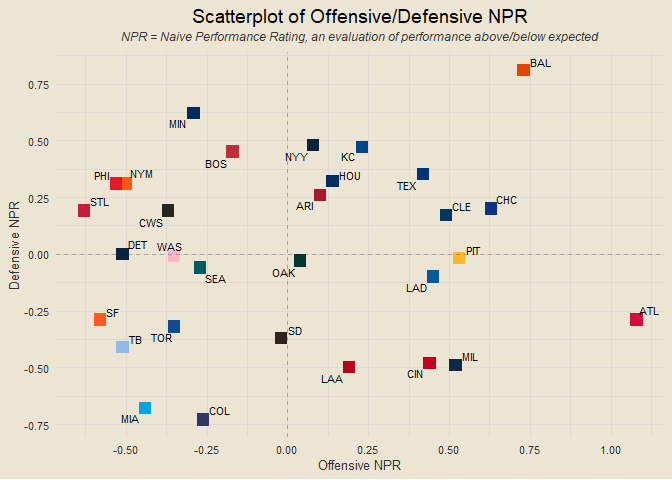 Scatterplot of Offensive/Defensive NPR
NPR = Naive Performance Rating, an evaluation of performance above/below expected
BAL
0.75
MIN
0.50
NYY
KC
BOS
PHI
NYM
HOU
TEX
0.25
STL
ARI
CHC
CLE
CWS
Defensive NPR
DET
WAS
PIT
0.00
OAK
SEA
LAD
-0.25
SF
ATL
TB
TOR
SD
MIL
-0.50
LAA
CIN
MIA
COL
-0.75
-0.50
-0.25
0.00
0.25
0.50
0.75
1.00
Offensive NPR